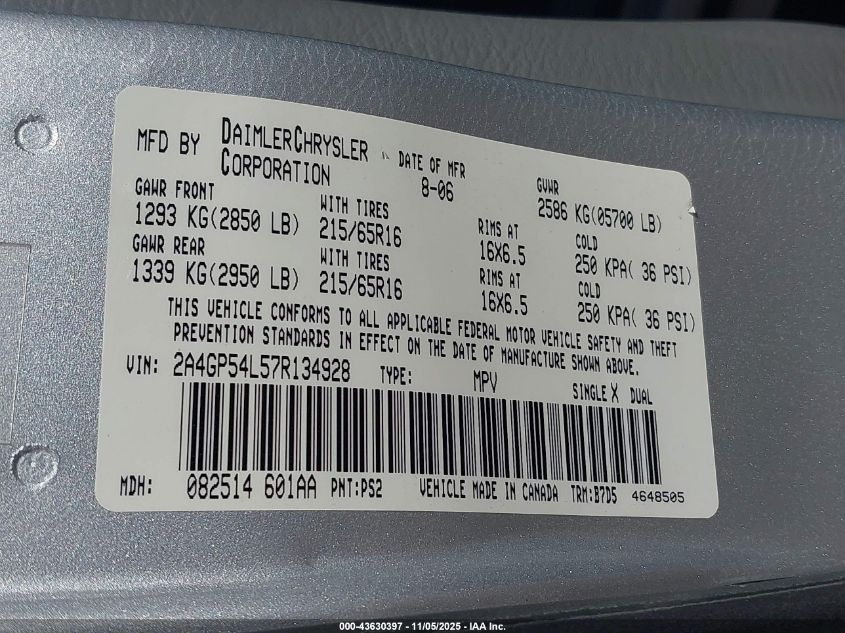 MFD BY DAIMLERCHRYSLER CORPORATION DATE OF MFR 8-06 GVWR 2586 KG(05700 LB)
GAWR FRONT WITH TIRES RIMS AT COLD
1293 KG(2850 LB) 215/65R16 16X6.5 250 KPA( 36 PSI)
GAWR REAR WITH TIRES RIMS AT COLD
1339 KG(2950 LB) 215/65R16 16X6.5 250 KPA( 36 PSI)
THIS VEHICLE CONFORMS TO ALL APPLICABLE FEDERAL MOTOR VEHICLE SAFETY AND THEFT
PREVENTION STANDARDS IN EFFECT ON THE DATE OF MANUFACTURE SHOWN ABOVE.
VIN: 2A4GP54L57R134928 TYPE: MPV SINGLE X DUAL
MDH: 082514 601AA PNT:PS2 VEHICLE MADE IN CANADA TRM:B7D5 4648505
000-43630397 - 11/05/2025 - IAA Inc.